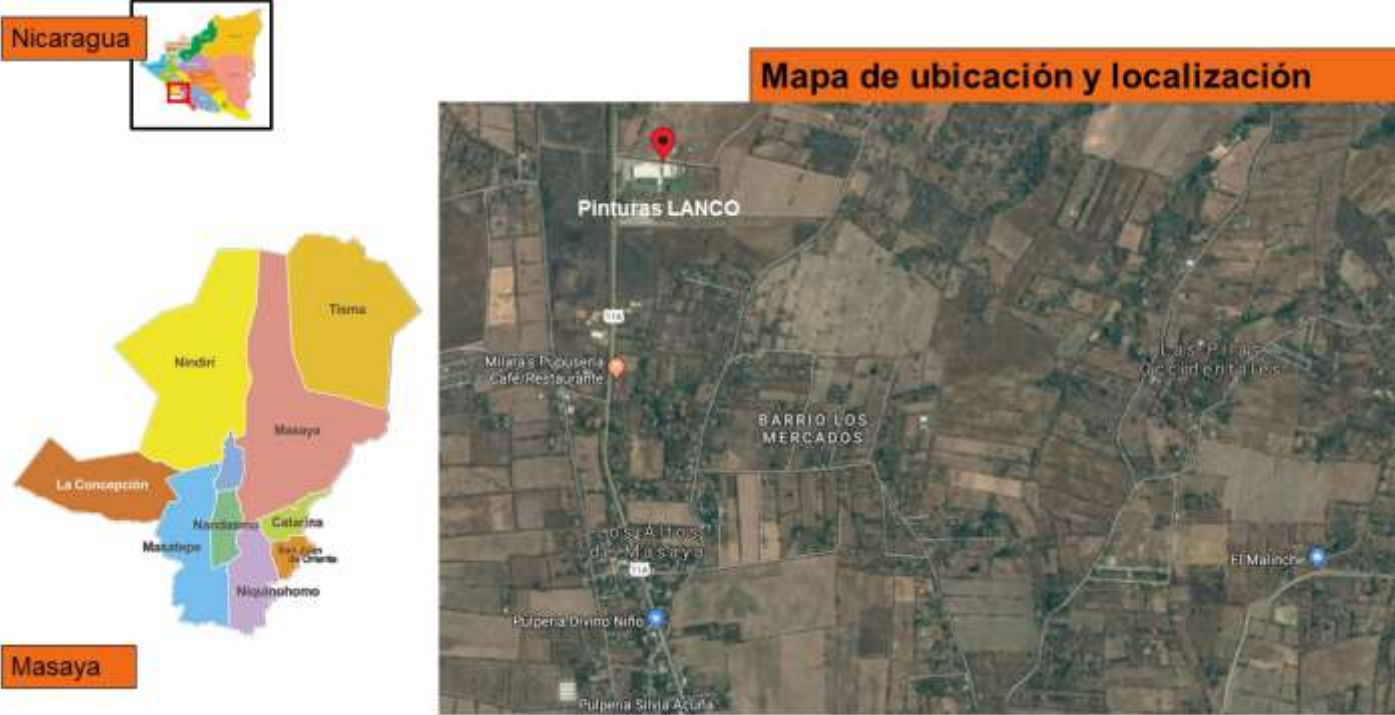 Nicaragua
Mapa de ubicación y localización
Pinturas LANCO
11A
Milara's Pupuseria
Café/Restaurante
BARRIO LOS
MERCADOS
Las Pilas
Occidentales
Los Altos
de Masaya
11A
El Malinche
Pulpería Divino Niño
Pulpería Silvia Acuña
Tisma
Nindirí
Masaya
La Concepción
Nandasmo
Catarina
Masatepe
San Juan
de Oriente
Niquinohomo
Masaya